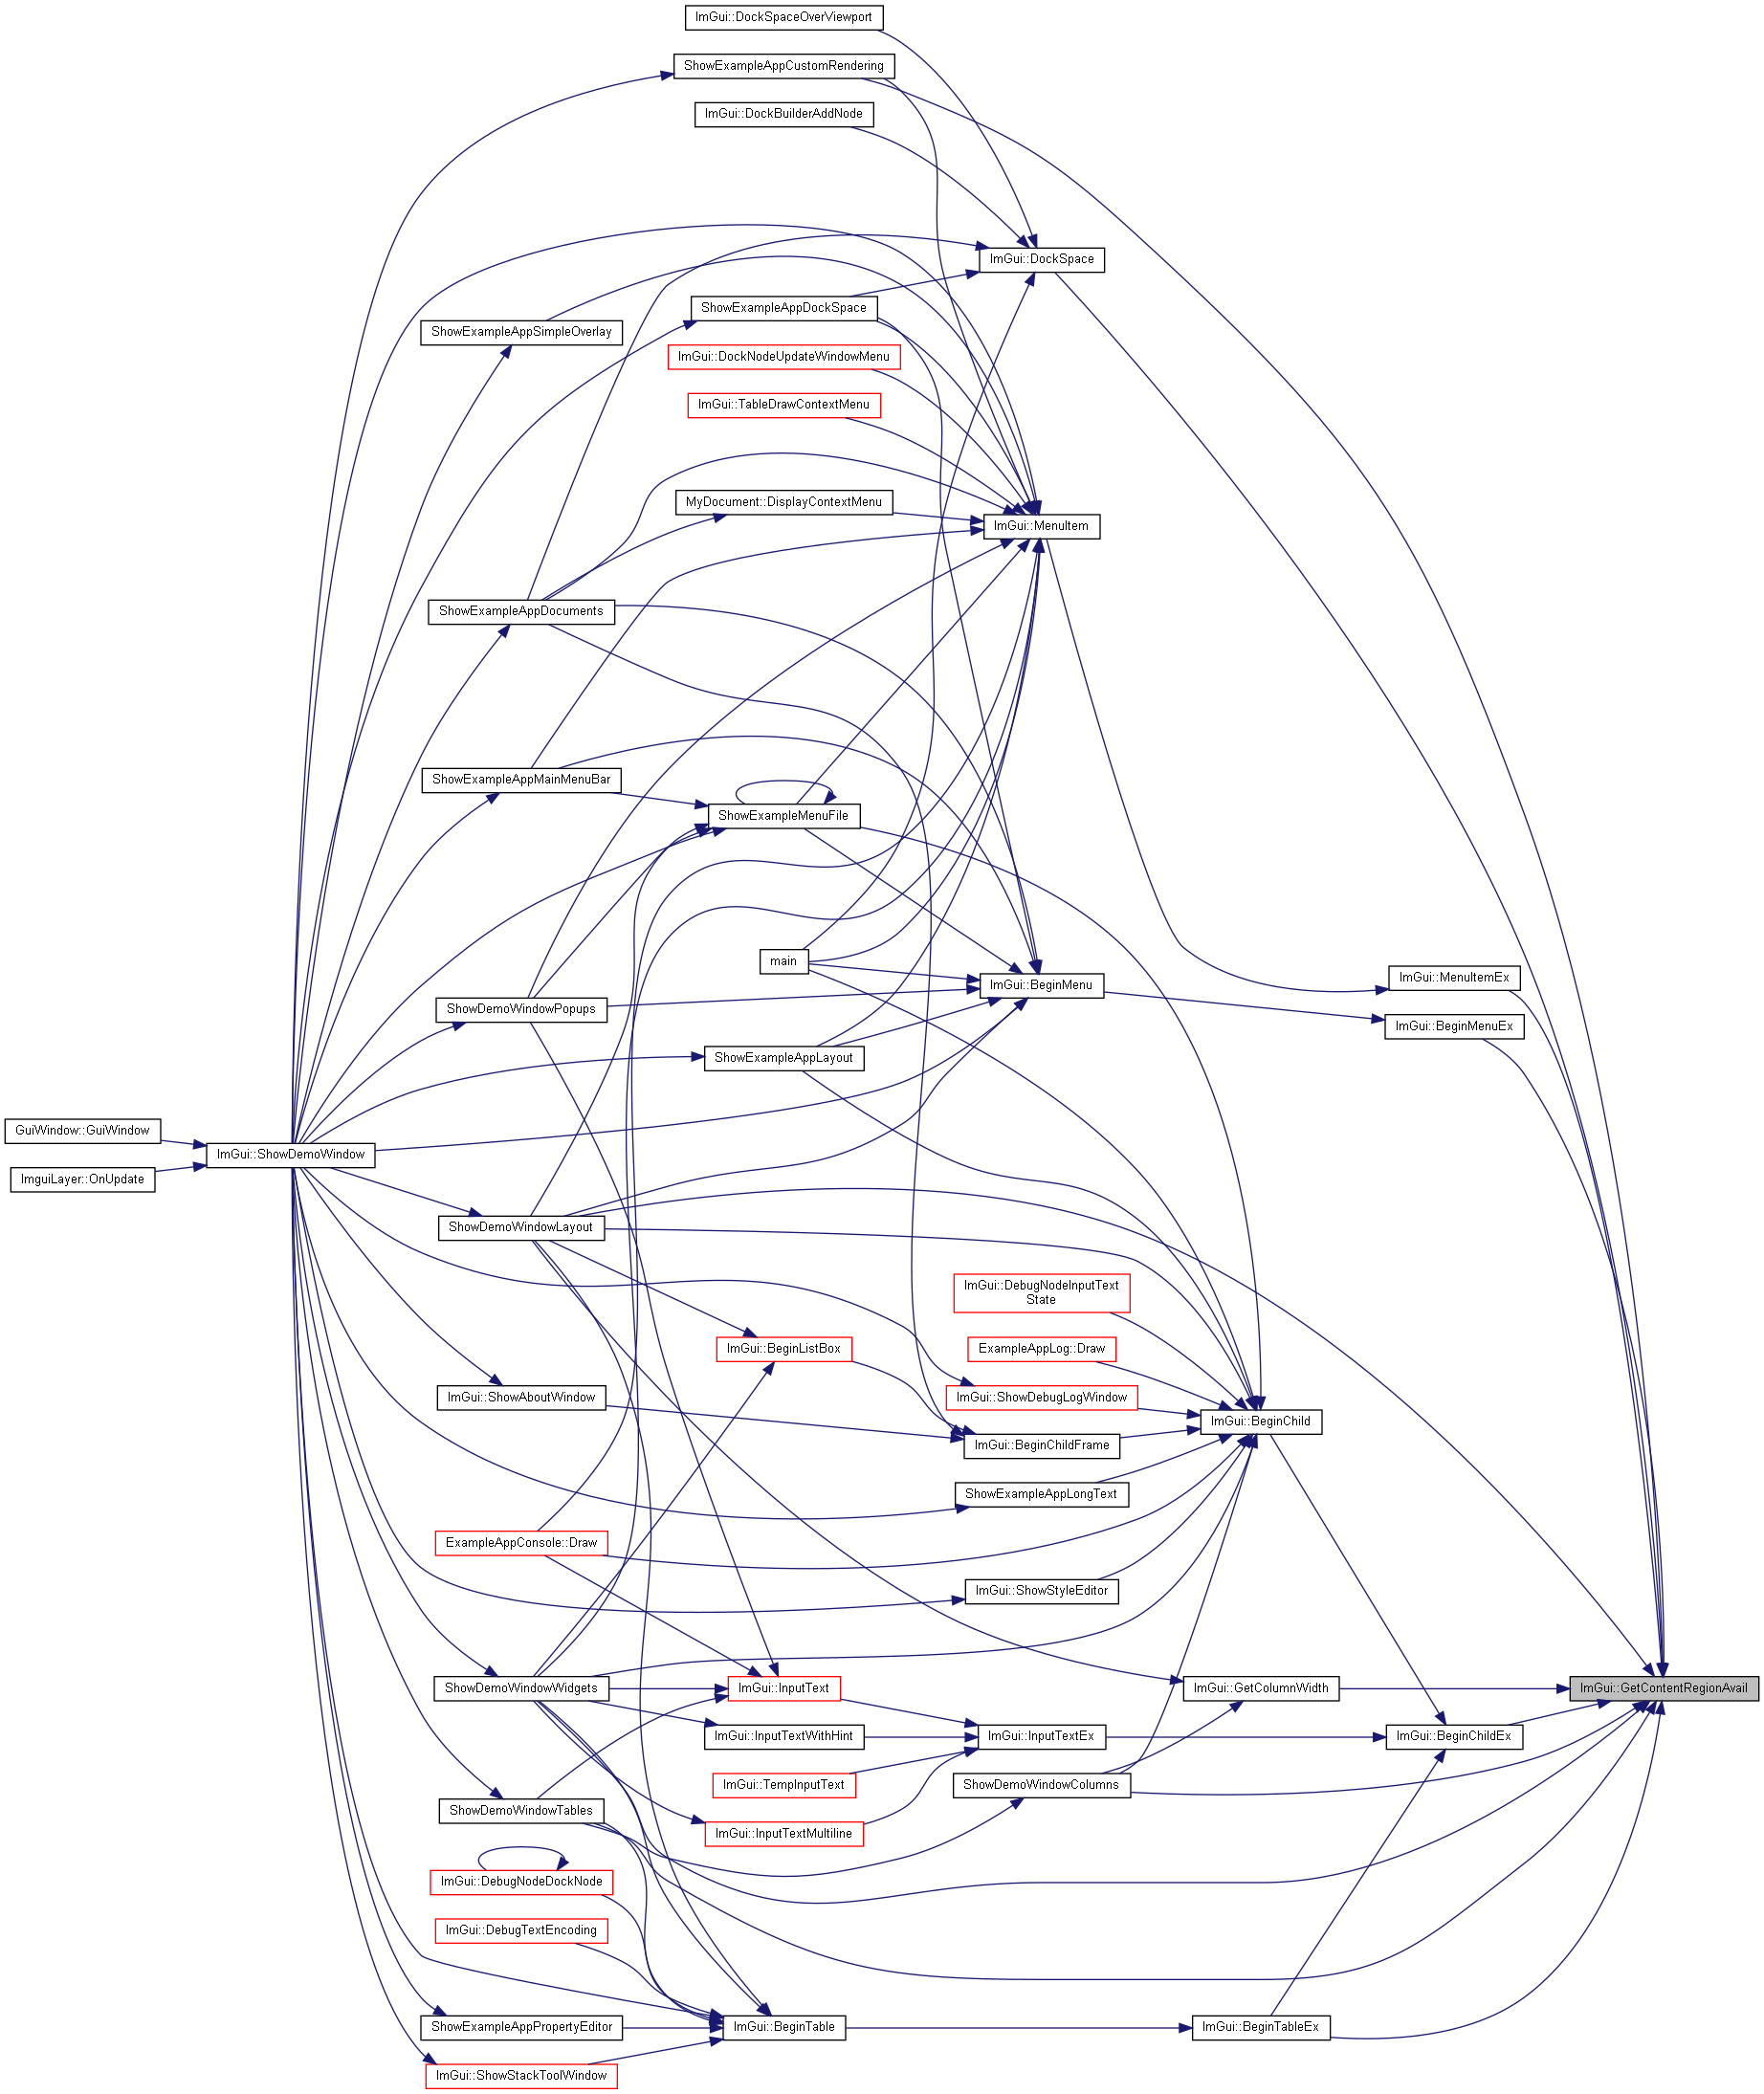 ImGui::DockSpaceOverViewport
ShowExampleAppCustomRendering
ImGui::DockBuilderAddNode
ImGui::DockSpace
ShowExampleAppDockSpace
ShowExampleAppSimpleOverlay
ImGui::DockNodeUpdateWindowMenu
ImGui::TableDrawContextMenu
MyDocument::DisplayContextMenu
ImGui::MenuItem
ShowExampleAppDocuments
ShowExampleAppMainMenuBar
ShowExampleMenuFile
main
ImGui::MenuItemEx
ImGui::BeginMenu
ShowDemoWindowPopups
ImGui::BeginMenuEx
ShowExampleAppLayout
GuiWindow::GuiWindow
ImGui::ShowDemoWindow
ImguiLayer::OnUpdate
ShowDemoWindowLayout
ImGui::DebugNodeInputText
State
ImGui::BeginListBox
ExampleAppLog::Draw
ImGui::ShowAboutWindow
ImGui::ShowDebugLogWindow
ImGui::BeginChild
ImGui::BeginChildFrame
ShowExampleAppLongText
ExampleAppConsole::Draw
ImGui::ShowStyleEditor
ShowDemoWindowWidgets
ImGui::InputText
ImGui::GetColumnWidth
ImGui::GetContentRegionAvail
ImGui::InputTextWithHint
ImGui::InputTextEx
ImGui::BeginChildEx
ImGui::TempInputText
ShowDemoWindowColumns
ShowDemoWindowTables
ImGui::InputTextMultiline
ImGui::DebugNodeDockNode
ImGui::DebugTextEncoding
ShowExampleAppPropertyEditor
ImGui::BeginTable
ImGui::BeginTableEx
ImGui::ShowStackToolWindow